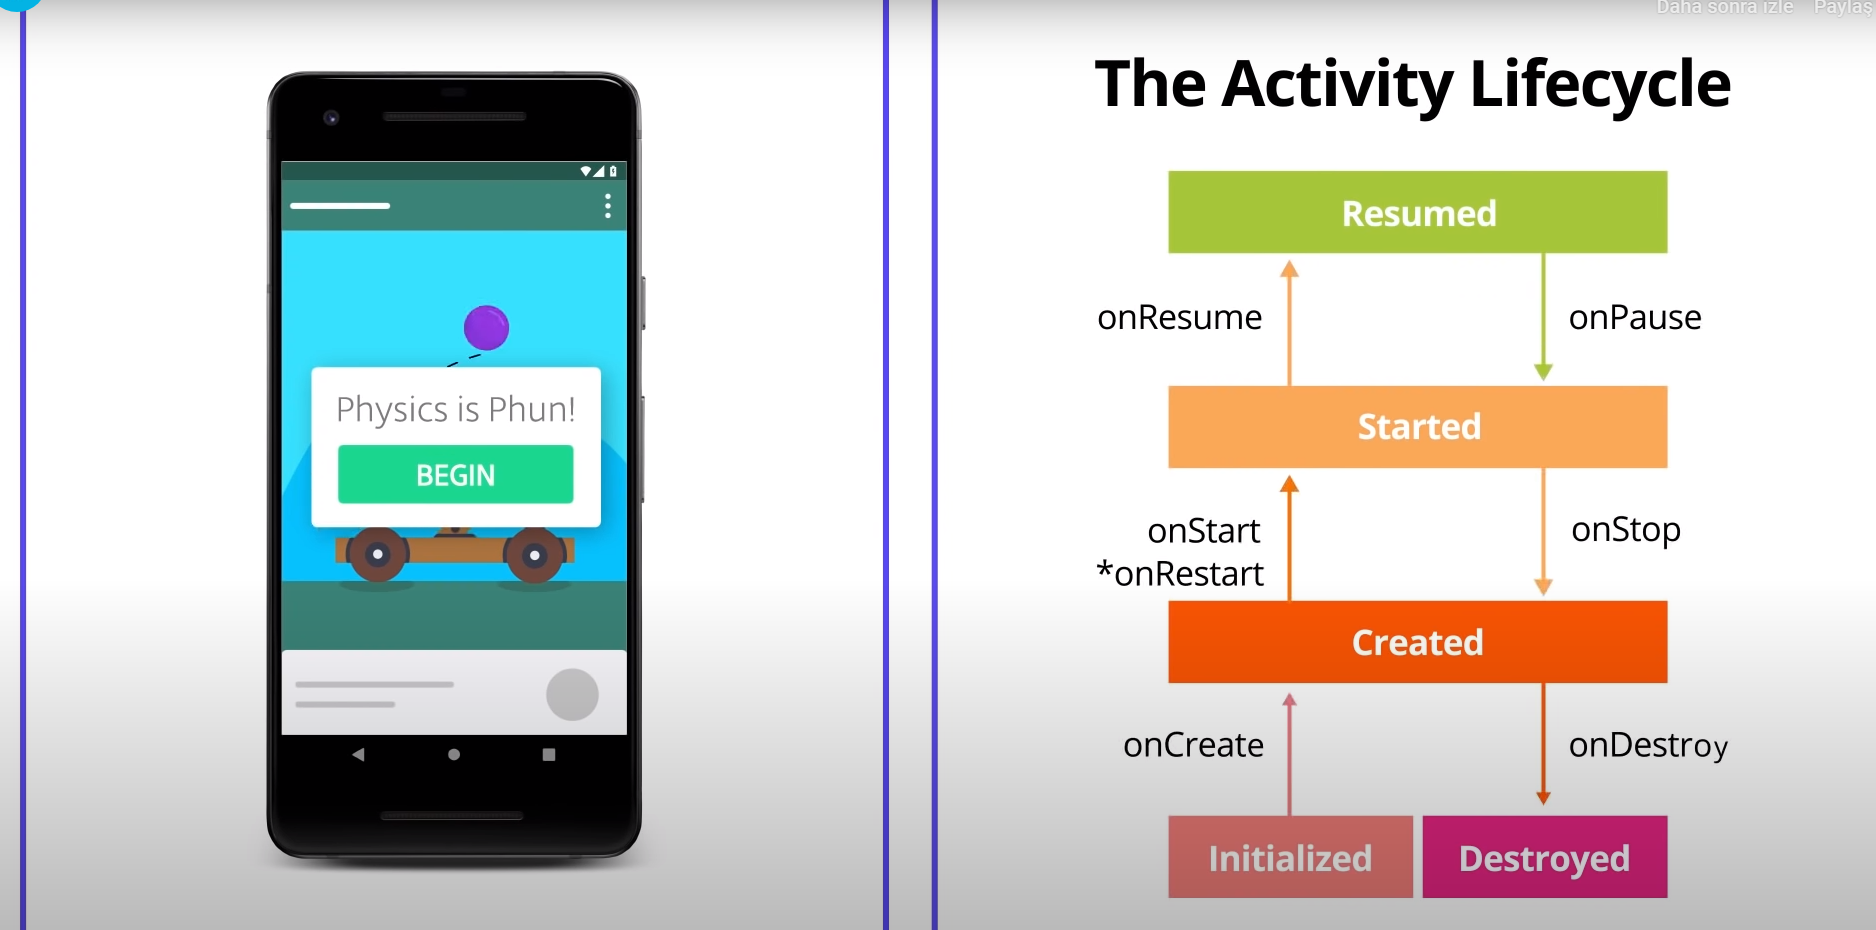 Daha sonra izle Paylaş
The Activity Lifecycle
Physics is Phun!
BEGIN
Resumed
onResume
onPause
Started
onStart
*onRestart
onStop
Created
onCreate
onDestroy
Initialized
Destroyed